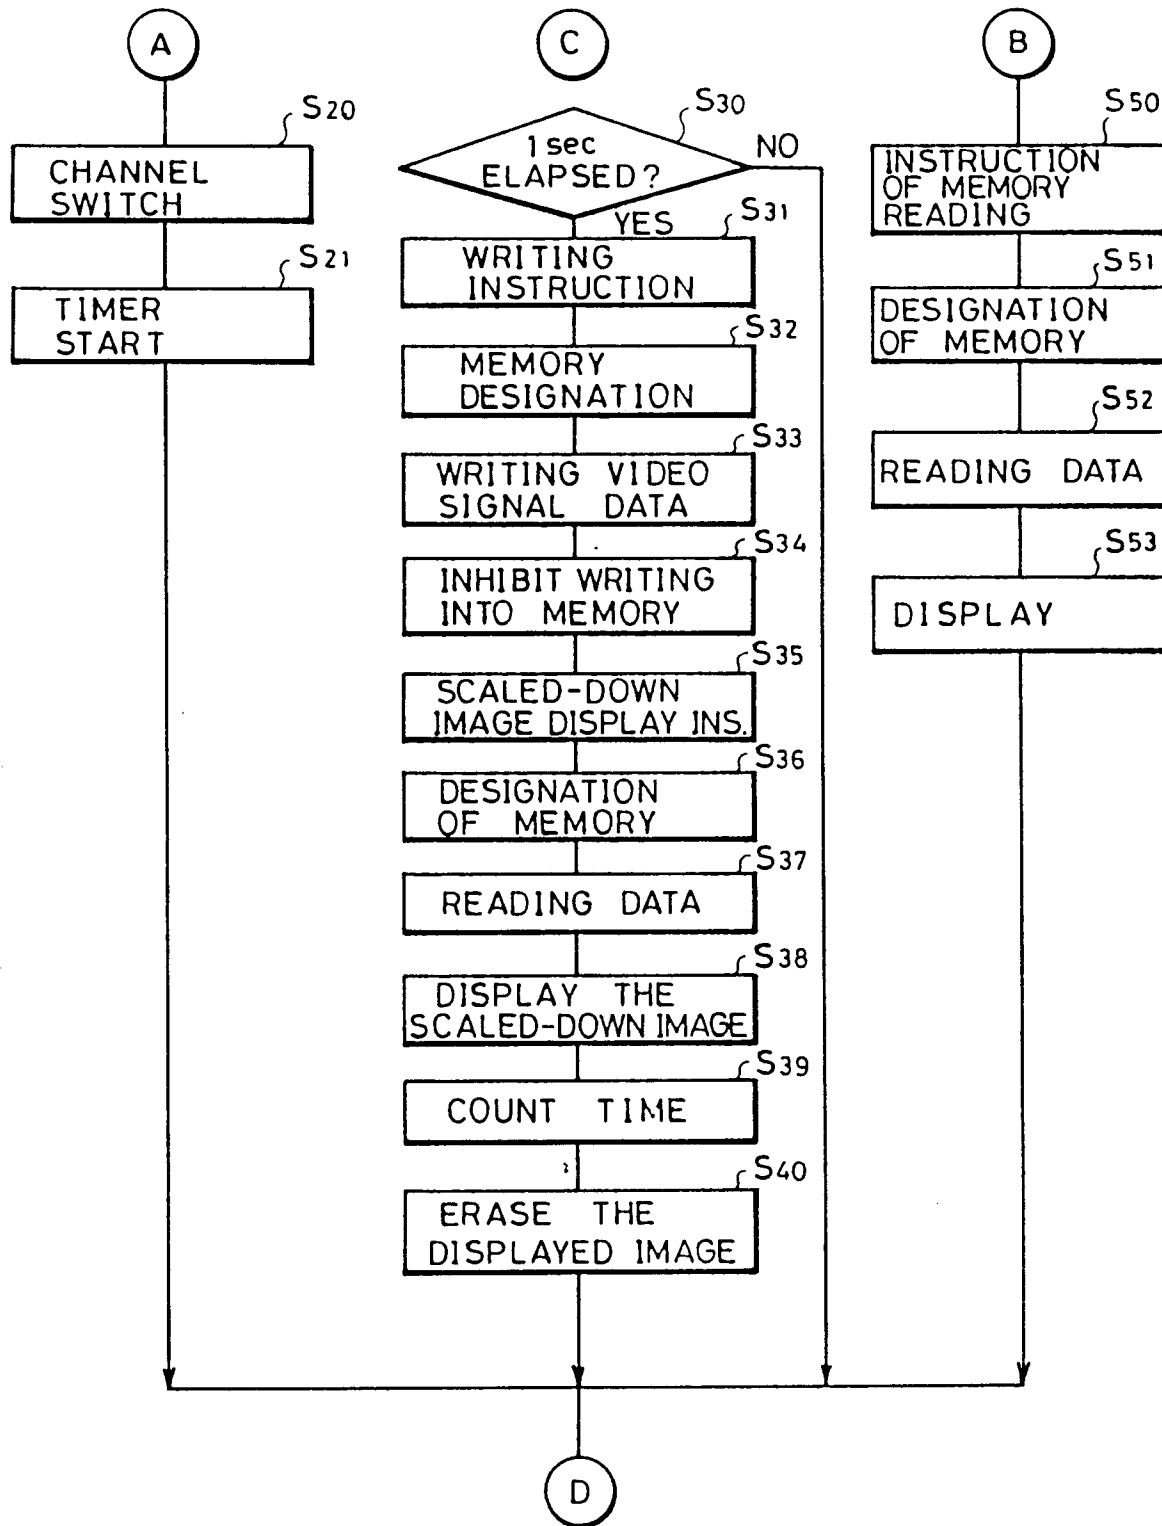 A
S20
CHANNEL
SWITCH
S21
TIMER
START
C
S30
1sec
ELAPSED?
NO
YES
S31
WRITING
INSTRUCTION
S32
MEMORY
DESIGNATION
S33
WRITING VIDEO
SIGNAL DATA
S34
INHIBIT WRITING
INTO MEMORY
S35
SCALED-DOWN
IMAGE DISPLAY INS.
S36
DESIGNATION
OF MEMORY
S37
READING DATA
S38
DISPLAY THE
SCALED-DOWN IMAGE
S39
COUNT TIME
S40
ERASE THE
DISPLAYED IMAGE
B
S50
INSTRUCTION
OF MEMORY
READING
S51
DESIGNATION
OF MEMORY
S52
READING DATA
S53
DISPLAY
D